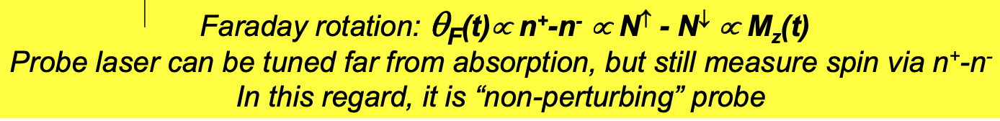 Faraday rotation: θF(t)∝ n⁺-n⁻ ∝ N↑ - N↓ ∝ Mz(t)
Probe laser can be tuned far from absorption, but still measure spin via n⁺-n⁻
In this regard, it is “non-perturbing” probe